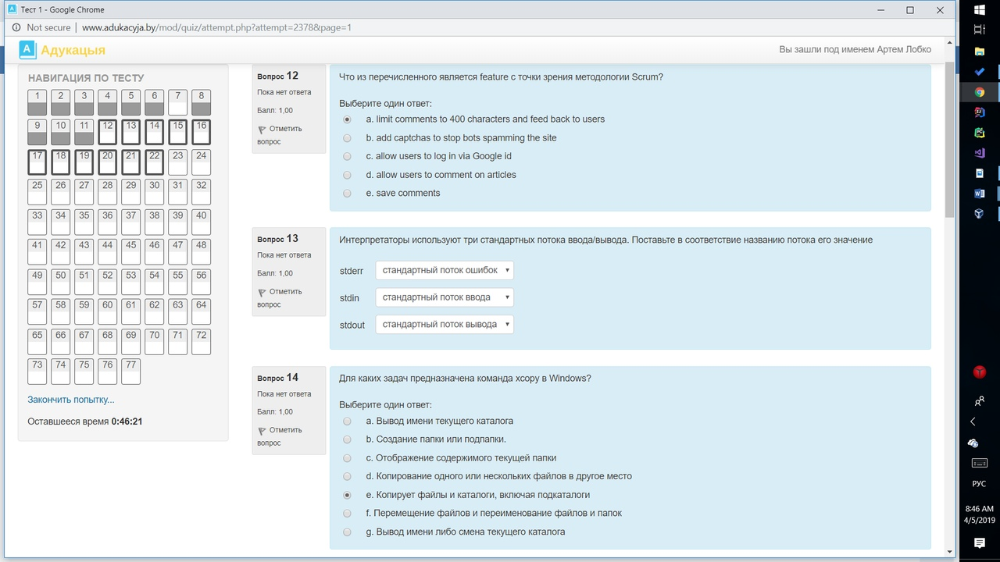 Тест 1 - Google Chrome
Not secure | www.adukacyja.by/mod/quiz/attempt.php?attempt=2378&page=1
A Адукацыя
Вы зашли под именем Артем Лобко
НАВИГАЦИЯ ПО ТЕСТУ
1 2 3 4 5 6 7 8
9 10 11 12 13 14 15 16
17 18 19 20 21 22 23 24
25 26 27 28 29 30 31 32
33 34 35 36 37 38 39 40
41 42 43 44 45 46 47 48
49 50 51 52 53 54 55 56
57 58 59 60 61 62 63 64
65 66 67 68 69 70 71 72
73 74 75 76 77
Закончить попытку...
Оставшееся время 0:46:21
Вопрос 12
Пока нет ответа
Балл: 1,00
Отметить
вопрос
Что из перечисленного является feature с точки зрения методологии Scrum?
Выберите один ответ:
a. limit comments to 400 characters and feed back to users
b. add captchas to stop bots spamming the site
c. allow users to log in via Google id
d. allow users to comment on articles
e. save comments
Вопрос 13
Пока нет ответа
Балл: 1,00
Отметить
вопрос
Интерпретаторы используют три стандартных потока ввода/вывода. Поставьте в соответствие названию потока его значение
stderr стандартный поток ошибок
stdin стандартный поток ввода
stdout стандартный поток вывода
Вопрос 14
Пока нет ответа
Балл: 1,00
Отметить
вопрос
Для каких задач предназначена команда xcopy в Windows?
Выберите один ответ:
a. Вывод имени текущего каталога
b. Создание папки или подпапки.
c. Отображение содержимого текущей папки
d. Копирование одного или нескольких файлов в другое место
e. Копирует файлы и каталоги, включая подкаталоги
f. Перемещение файлов и переименование файлов и папок
g. Вывод имени либо смена текущего каталога
РУС
8:46 AM
4/5/2019